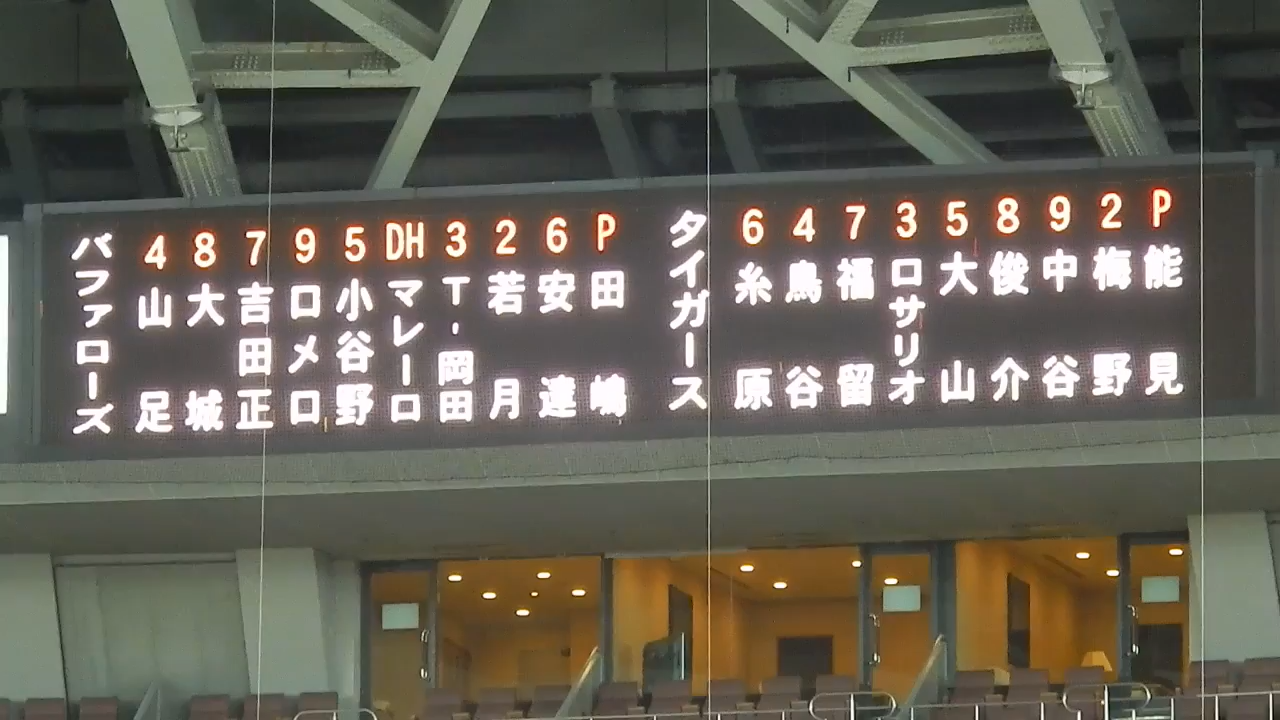 バファローズ
4 山足
8 大城
7 吉田正
9 ロメロ
5 小谷野
DH マレーロ
3 T-岡田
2 若月
6 安達
P 田嶋
タイガース
6 糸原
4 鳥谷
7 福留
3 ロサリオ
5 大山
8 俊介
9 中谷
2 梅野
P 能見